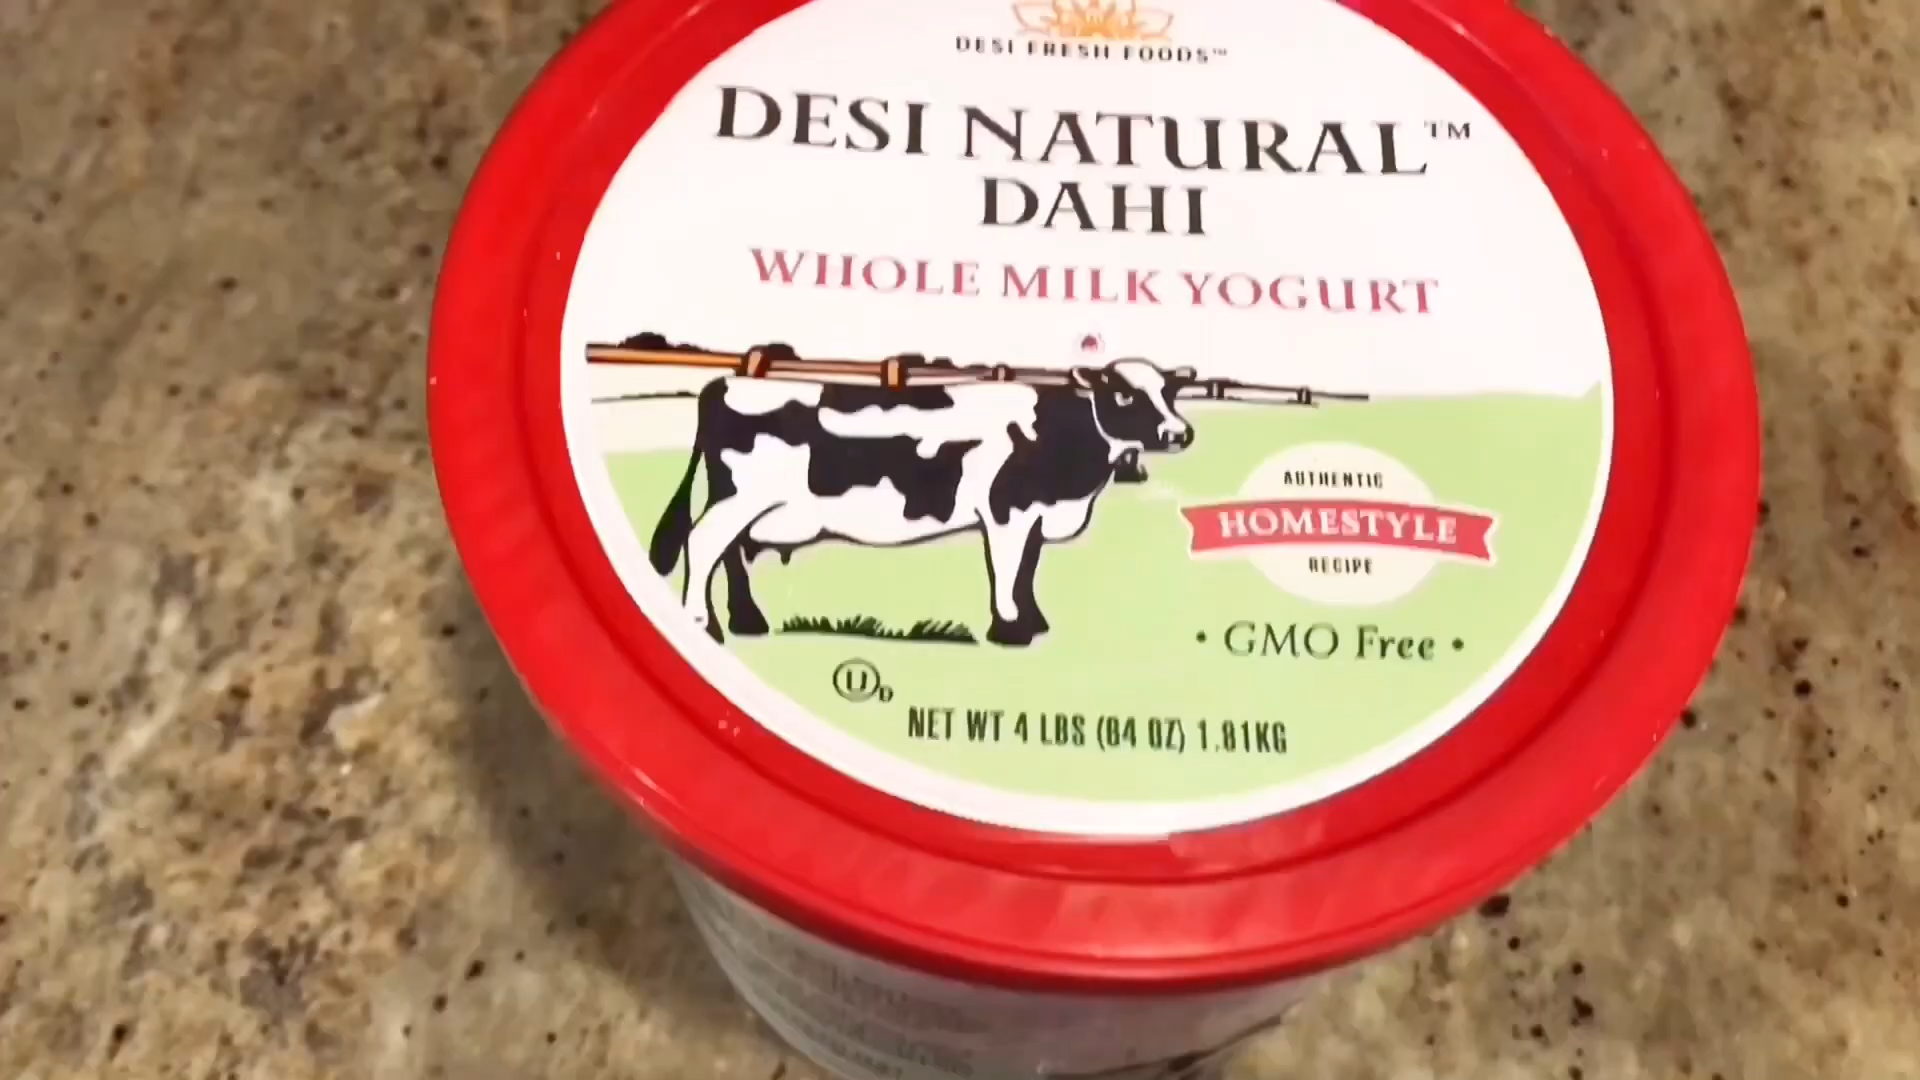 DESI FRESH FOODS™
DESI NATURAL™
DAHI
WHOLE MILK YOGURT
AUTHENTIC
HOMESTYLE
RECIPE
• GMO Free •
UD
NET WT 4 LBS (64 OZ) 1.81KG